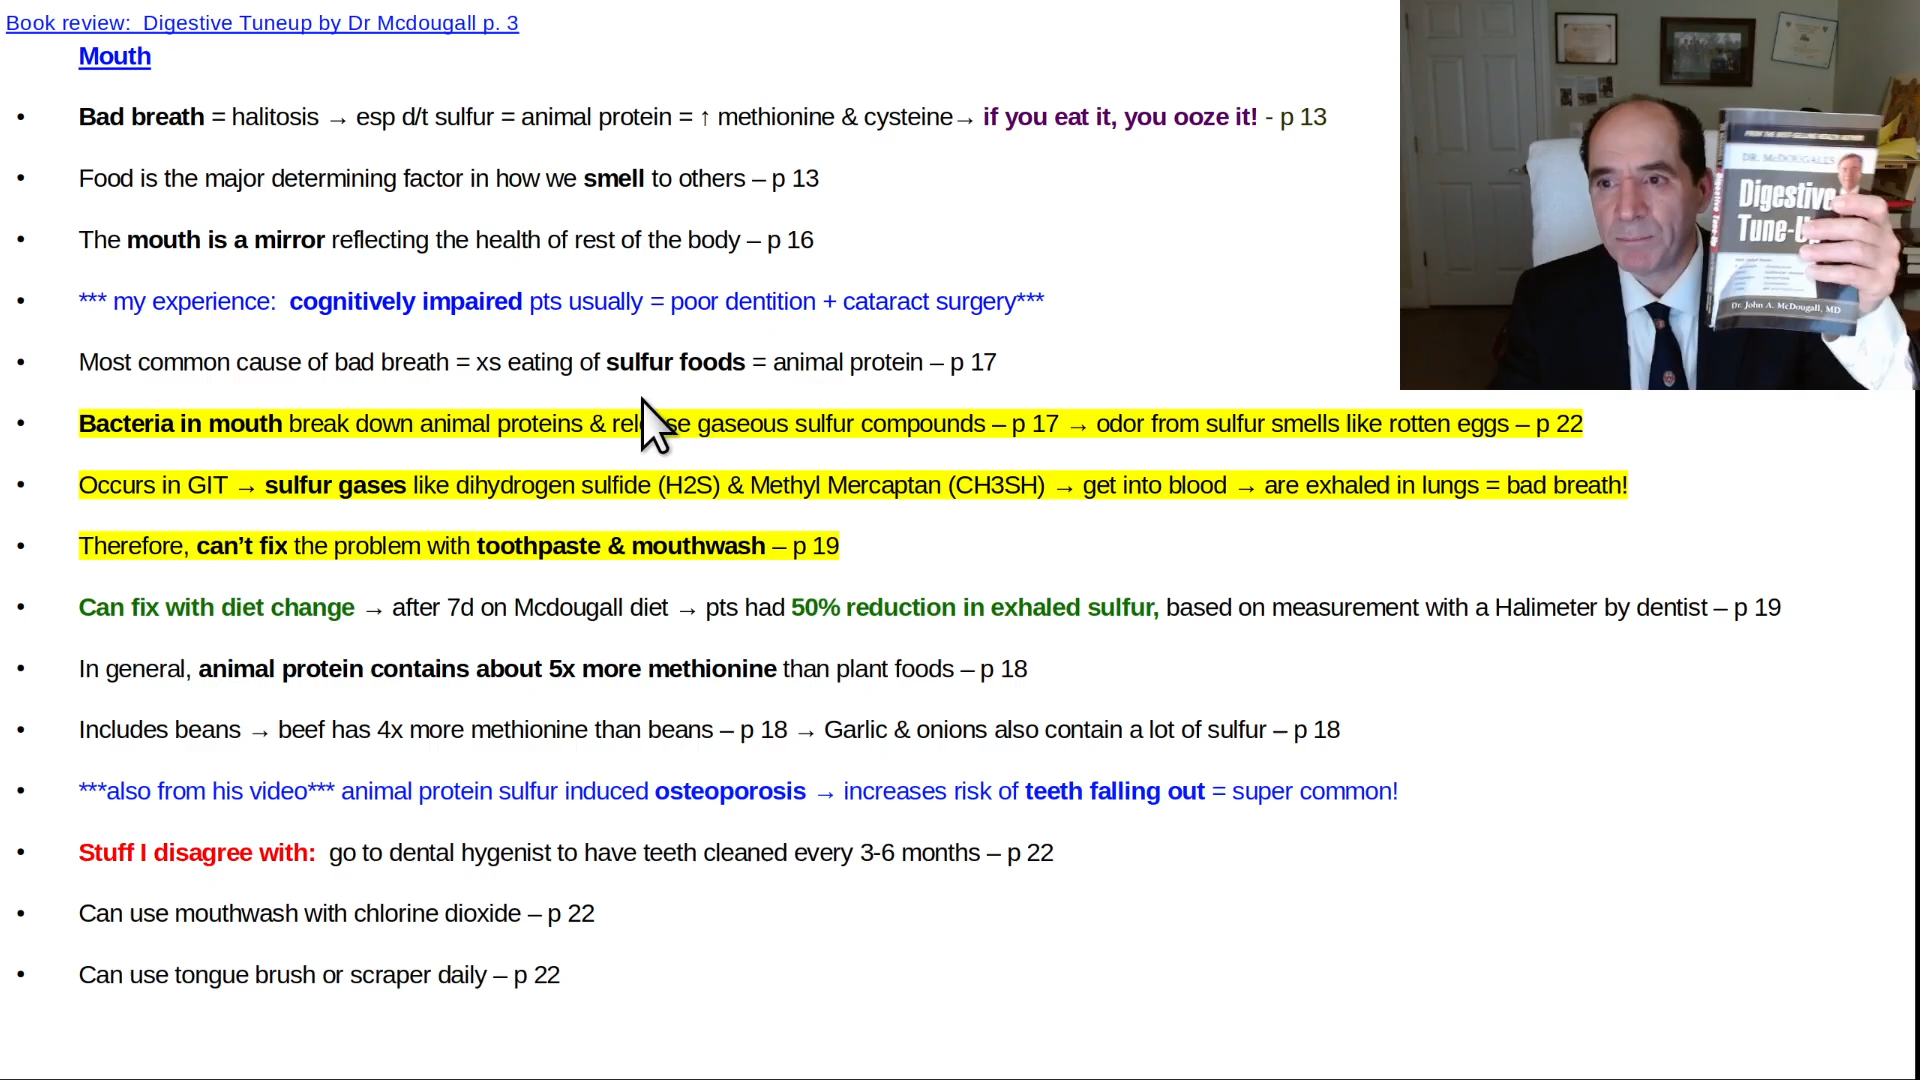 Book review:  Digestive Tuneup by Dr Mcdougall p. 3
Mouth
• Bad breath = halitosis → esp d/t sulfur = animal protein = ↑ methionine & cysteine→ if you eat it, you ooze it! - p 13
• Food is the major determining factor in how we smell to others – p 13
• The mouth is a mirror reflecting the health of rest of the body – p 16
• *** my experience:  cognitively impaired pts usually = poor dentition + cataract surgery***
• Most common cause of bad breath = xs eating of sulfur foods = animal protein – p 17
• Bacteria in mouth break down animal proteins & release gaseous sulfur compounds – p 17 → odor from sulfur smells like rotten eggs – p 22
• Occurs in GIT → sulfur gases like dihydrogen sulfide (H2S) & Methyl Mercaptan (CH3SH) → get into blood → are exhaled in lungs = bad breath!
• Therefore, can’t fix the problem with toothpaste & mouthwash – p 19
• Can fix with diet change → after 7d on Mcdougall diet → pts had 50% reduction in exhaled sulfur, based on measurement with a Halimeter by dentist – p 19
• In general, animal protein contains about 5x more methionine than plant foods – p 18
• Includes beans → beef has 4x more methionine than beans – p 18 → Garlic & onions also contain a lot of sulfur – p 18
• ***also from his video*** animal protein sulfur induced osteoporosis → increases risk of teeth falling out = super common!
• Stuff I disagree with:  go to dental hygenist to have teeth cleaned every 3-6 months – p 22
• Can use mouthwash with chlorine dioxide – p 22
• Can use tongue brush or scraper daily – p 22
DR. McDOUGALL'S
Digestive
Tune-Up
Dr. John A. McDougall, MD